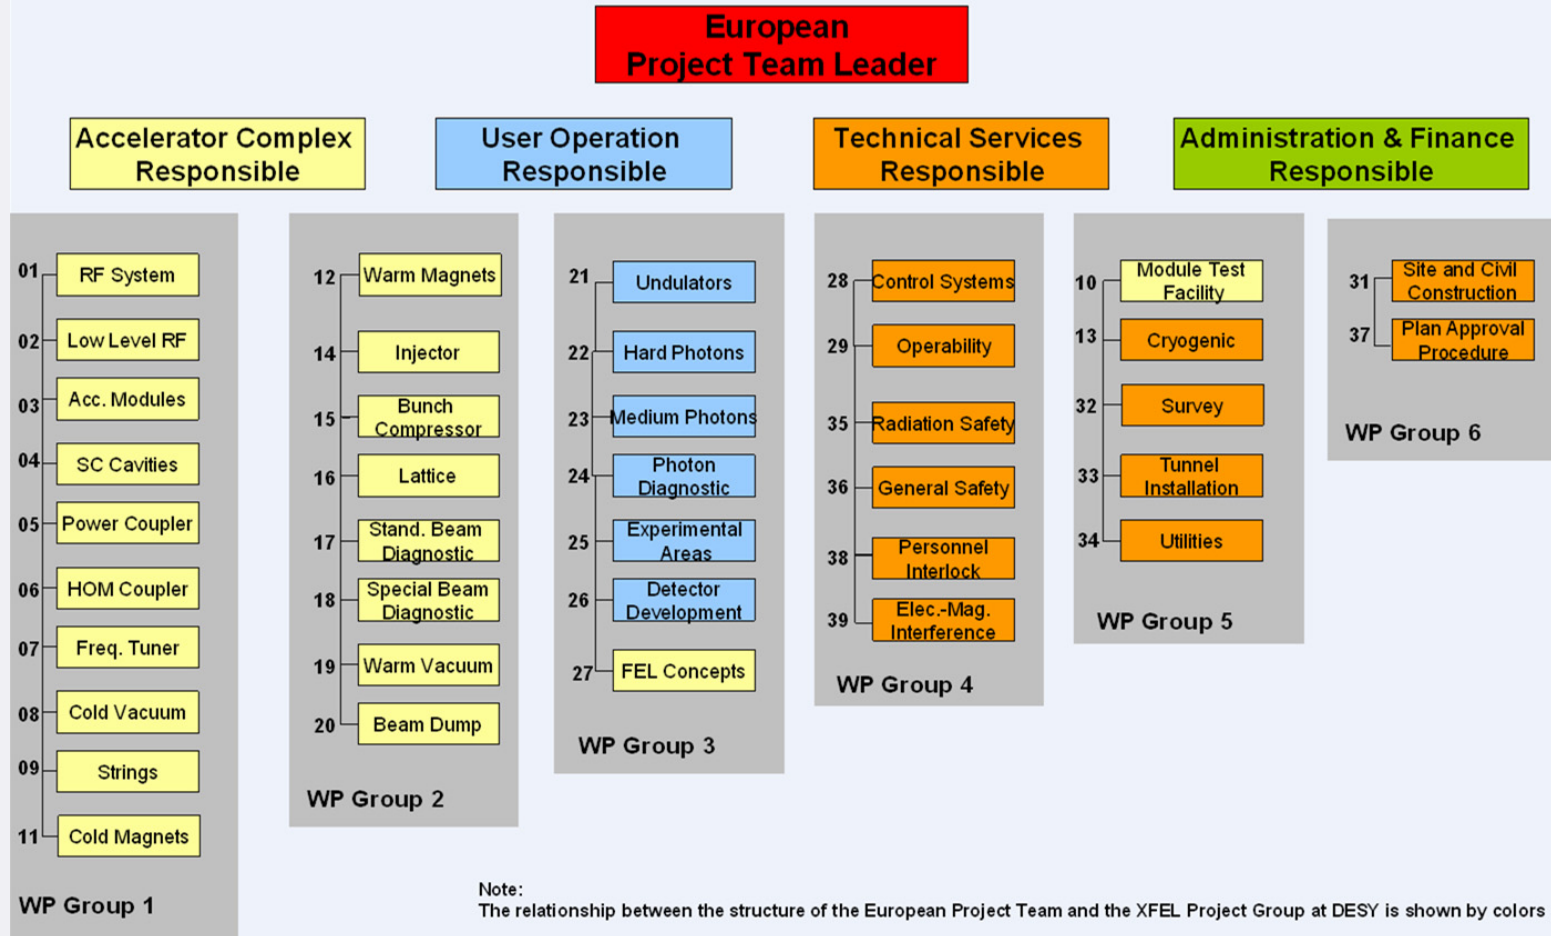 European
Project Team Leader
Accelerator Complex
Responsible
User Operation
Responsible
Technical Services
Responsible
Administration & Finance
Responsible
01
RF System
02
Low Level RF
03
Acc. Modules
04
SC Cavities
05
Power Coupler
06
HOM Coupler
07
Freq. Tuner
08
Cold Vacuum
09
Strings
11
Cold Magnets
WP Group 1
12
Warm Magnets
14
Injector
15
Bunch
Compressor
16
Lattice
17
Stand. Beam
Diagnostic
18
Special Beam
Diagnostic
19
Warm Vacuum
20
Beam Dump
WP Group 2
21
Undulators
22
Hard Photons
23
Medium Photons
24
Photon
Diagnostic
25
Experimental
Areas
26
Detector
Development
27
FEL Concepts
WP Group 3
28
Control Systems
29
Operability
35
Radiation Safety
36
General Safety
38
Personnel
Interlock
39
Elec.-Mag.
Interference
WP Group 4
10
Module Test
Facility
13
Cryogenic
32
Survey
33
Tunnel
Installation
34
Utilities
WP Group 5
31
Site and Civil
Construction
37
Plan Approval
Procedure
WP Group 6
Note:
The relationship between the structure of the European Project Team and the XFEL Project Group at DESY is shown by colors